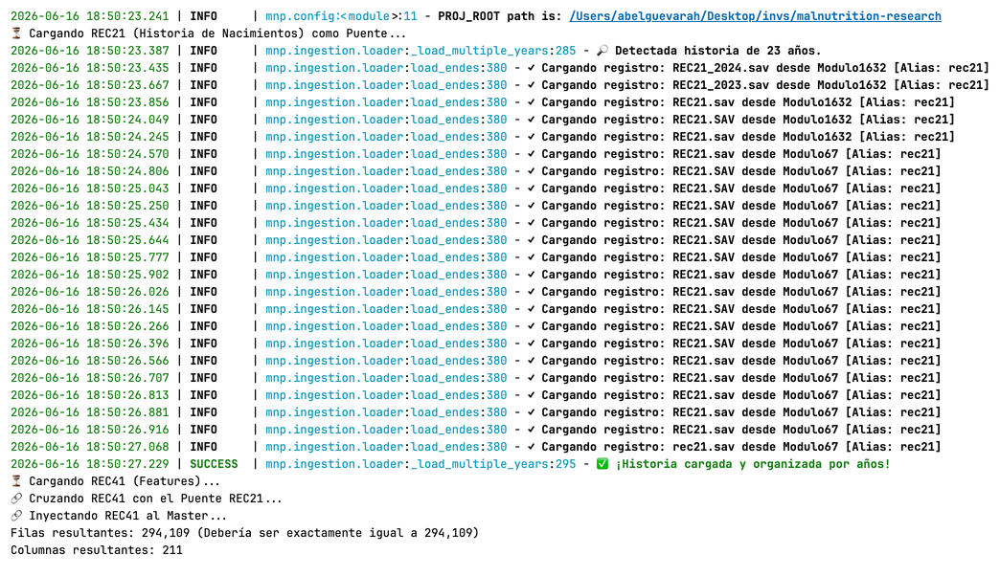 2026-06-16 18:50:23.241 | INFO     | mnp.config:<module>:11 - PROJ_ROOT path is: /Users/abelguevarah/Desktop/invs/malnutrition-research
⏳ Cargando REC21 (Historia de Nacimientos) como Puente...
2026-06-16 18:50:23.387 | INFO     | mnp.ingestion.loader:_load_multiple_years:285 - 🔎 Detectada historia de 23 años.
2026-06-16 18:50:23.435 | INFO     | mnp.ingestion.loader:load_endes:380 - ✓ Cargando registro: REC21_2024.sav desde Modulo1632 [Alias: rec21]
2026-06-16 18:50:23.667 | INFO     | mnp.ingestion.loader:load_endes:380 - ✓ Cargando registro: REC21_2023.sav desde Modulo1632 [Alias: rec21]
2026-06-16 18:50:23.856 | INFO     | mnp.ingestion.loader:load_endes:380 - ✓ Cargando registro: REC21.sav desde Modulo1632 [Alias: rec21]
2026-06-16 18:50:24.049 | INFO     | mnp.ingestion.loader:load_endes:380 - ✓ Cargando registro: REC21.SAV desde Modulo1632 [Alias: rec21]
2026-06-16 18:50:24.245 | INFO     | mnp.ingestion.loader:load_endes:380 - ✓ Cargando registro: REC21.sav desde Modulo1632 [Alias: rec21]
2026-06-16 18:50:24.570 | INFO     | mnp.ingestion.loader:load_endes:380 - ✓ Cargando registro: REC21.sav desde Modulo67 [Alias: rec21]
2026-06-16 18:50:24.806 | INFO     | mnp.ingestion.loader:load_endes:380 - ✓ Cargando registro: REC21.SAV desde Modulo67 [Alias: rec21]
2026-06-16 18:50:25.043 | INFO     | mnp.ingestion.loader:load_endes:380 - ✓ Cargando registro: REC21.SAV desde Modulo67 [Alias: rec21]
2026-06-16 18:50:25.250 | INFO     | mnp.ingestion.loader:load_endes:380 - ✓ Cargando registro: REC21.sav desde Modulo67 [Alias: rec21]
2026-06-16 18:50:25.434 | INFO     | mnp.ingestion.loader:load_endes:380 - ✓ Cargando registro: REC21.sav desde Modulo67 [Alias: rec21]
2026-06-16 18:50:25.644 | INFO     | mnp.ingestion.loader:load_endes:380 - ✓ Cargando registro: REC21.SAV desde Modulo67 [Alias: rec21]
2026-06-16 18:50:25.777 | INFO     | mnp.ingestion.loader:load_endes:380 - ✓ Cargando registro: REC21.SAV desde Modulo67 [Alias: rec21]
2026-06-16 18:50:25.902 | INFO     | mnp.ingestion.loader:load_endes:380 - ✓ Cargando registro: REC21.SAV desde Modulo67 [Alias: rec21]
2026-06-16 18:50:26.026 | INFO     | mnp.ingestion.loader:load_endes:380 - ✓ Cargando registro: REC21.SAV desde Modulo67 [Alias: rec21]
2026-06-16 18:50:26.145 | INFO     | mnp.ingestion.loader:load_endes:380 - ✓ Cargando registro: REC21.SAV desde Modulo67 [Alias: rec21]
2026-06-16 18:50:26.266 | INFO     | mnp.ingestion.loader:load_endes:380 - ✓ Cargando registro: REC21.SAV desde Modulo67 [Alias: rec21]
2026-06-16 18:50:26.396 | INFO     | mnp.ingestion.loader:load_endes:380 - ✓ Cargando registro: REC21.sav desde Modulo67 [Alias: rec21]
2026-06-16 18:50:26.566 | INFO     | mnp.ingestion.loader:load_endes:380 - ✓ Cargando registro: REC21.sav desde Modulo67 [Alias: rec21]
2026-06-16 18:50:26.707 | INFO     | mnp.ingestion.loader:load_endes:380 - ✓ Cargando registro: REC21.sav desde Modulo67 [Alias: rec21]
2026-06-16 18:50:26.813 | INFO     | mnp.ingestion.loader:load_endes:380 - ✓ Cargando registro: REC21.sav desde Modulo67 [Alias: rec21]
2026-06-16 18:50:26.881 | INFO     | mnp.ingestion.loader:load_endes:380 - ✓ Cargando registro: REC21.sav desde Modulo67 [Alias: rec21]
2026-06-16 18:50:26.916 | INFO     | mnp.ingestion.loader:load_endes:380 - ✓ Cargando registro: REC21.sav desde Modulo67 [Alias: rec21]
2026-06-16 18:50:27.068 | INFO     | mnp.ingestion.loader:load_endes:380 - ✓ Cargando registro: rec21.sav desde Modulo67 [Alias: rec21]
2026-06-16 18:50:27.229 | SUCCESS  | mnp.ingestion.loader:_load_multiple_years:295 - ✅ ¡Historia cargada y organizada por años!
⏳ Cargando REC41 (Features)...
🔗 Cruzando REC41 con el Puente REC21...
🔗 Inyectando REC41 al Master...
Filas resultantes: 294,109 (Debería ser exactamente igual a 294,109)
Columnas resultantes: 211